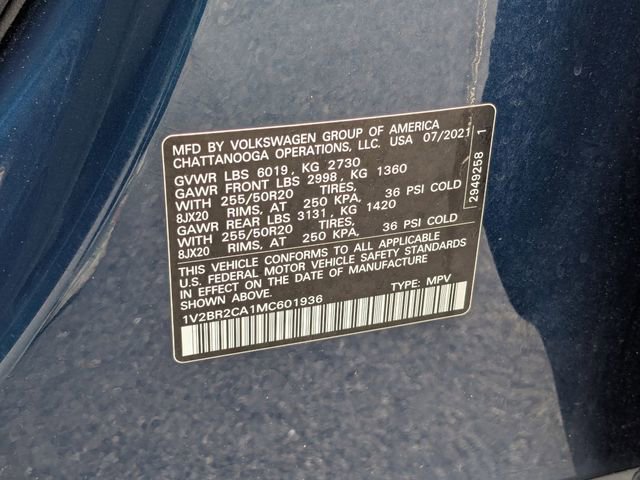 MFD BY VOLKSWAGEN GROUP OF AMERICA
CHATTANOOGA OPERATIONS, LLC. USA 07/2021
GVWR LBS 6019, KG 2730
GAWR FRONT LBS 2998, KG 1360
WITH 255/50R20 TIRES,
8JX20 RIMS, AT 250 KPA, 36 PSI COLD
GAWR REAR LBS 3131, KG 1420
WITH 255/50R20 TIRES,
8JX20 RIMS, AT 250 KPA, 36 PSI COLD
THIS VEHICLE CONFORMS TO ALL APPLICABLE
U.S. FEDERAL MOTOR VEHICLE SAFETY STANDARDS
IN EFFECT ON THE DATE OF MANUFACTURE
SHOWN ABOVE.
1V2BR2CA1MC601936 TYPE: MPV
2949258 1